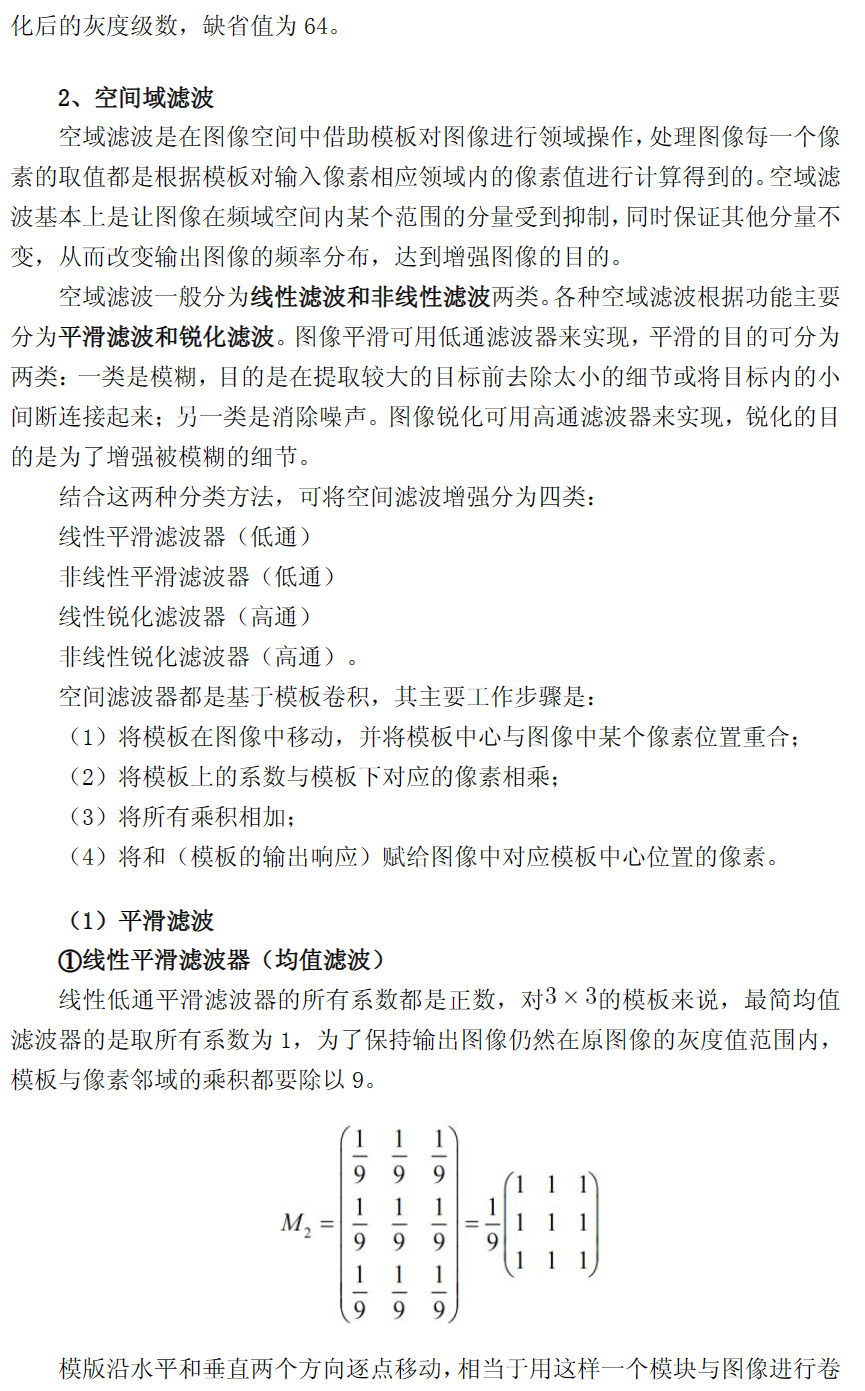 化后的灰度级数，缺省值为 64。
2、空间域滤波
空域滤波是在图像空间中借助模板对图像进行领域操作，处理图像每一个像
素的取值都是根据模板对输入像素相应领域内的像素值进行计算得到的。空域滤
波基本上是让图像在频域空间内某个范围的分量受到抑制，同时保证其他分量不
变，从而改变输出图像的频率分布，达到增强图像的目的。
空域滤波一般分为线性滤波和非线性滤波两类。各种空域滤波根据功能主要
分为平滑滤波和锐化滤波。图像平滑可用低通滤波器来实现，平滑的目的可分为
两类：一类是模糊，目的是在提取较大的目标前去除太小的细节或将目标内的小
间断连接起来；另一类是消除噪声。图像锐化可用高通滤波器来实现，锐化的目
的是为了增强被模糊的细节。
结合这两种分类方法，可将空间滤波增强分为四类：
线性平滑滤波器（低通）
非线性平滑滤波器（低通）
线性锐化滤波器（高通）
非线性锐化滤波器（高通）。
空间滤波器都是基于模板卷积，其主要工作步骤是：
（1）将模板在图像中移动，并将模板中心与图像中某个像素位置重合；
（2）将模板上的系数与模板下对应的像素相乘；
（3）将所有乘积相加；
（4）将和（模板的输出响应）赋给图像中对应模板中心位置的像素。
（1）平滑滤波
①线性平滑滤波器（均值滤波）
线性低通平滑滤波器的所有系数都是正数，对3×3的模板来说，最简均值
滤波器的是取所有系数为 1，为了保持输出图像仍然在原图像的灰度值范围内，
模板与像素邻域的乘积都要除以 9。
M₂ = (1/9 1/9 1/9; 1/9 1/9 1/9; 1/9 1/9 1/9) = 1/9 (1 1 1; 1 1 1; 1 1 1)
模版沿水平和垂直两个方向逐点移动，相当于用这样一个模块与图像进行卷